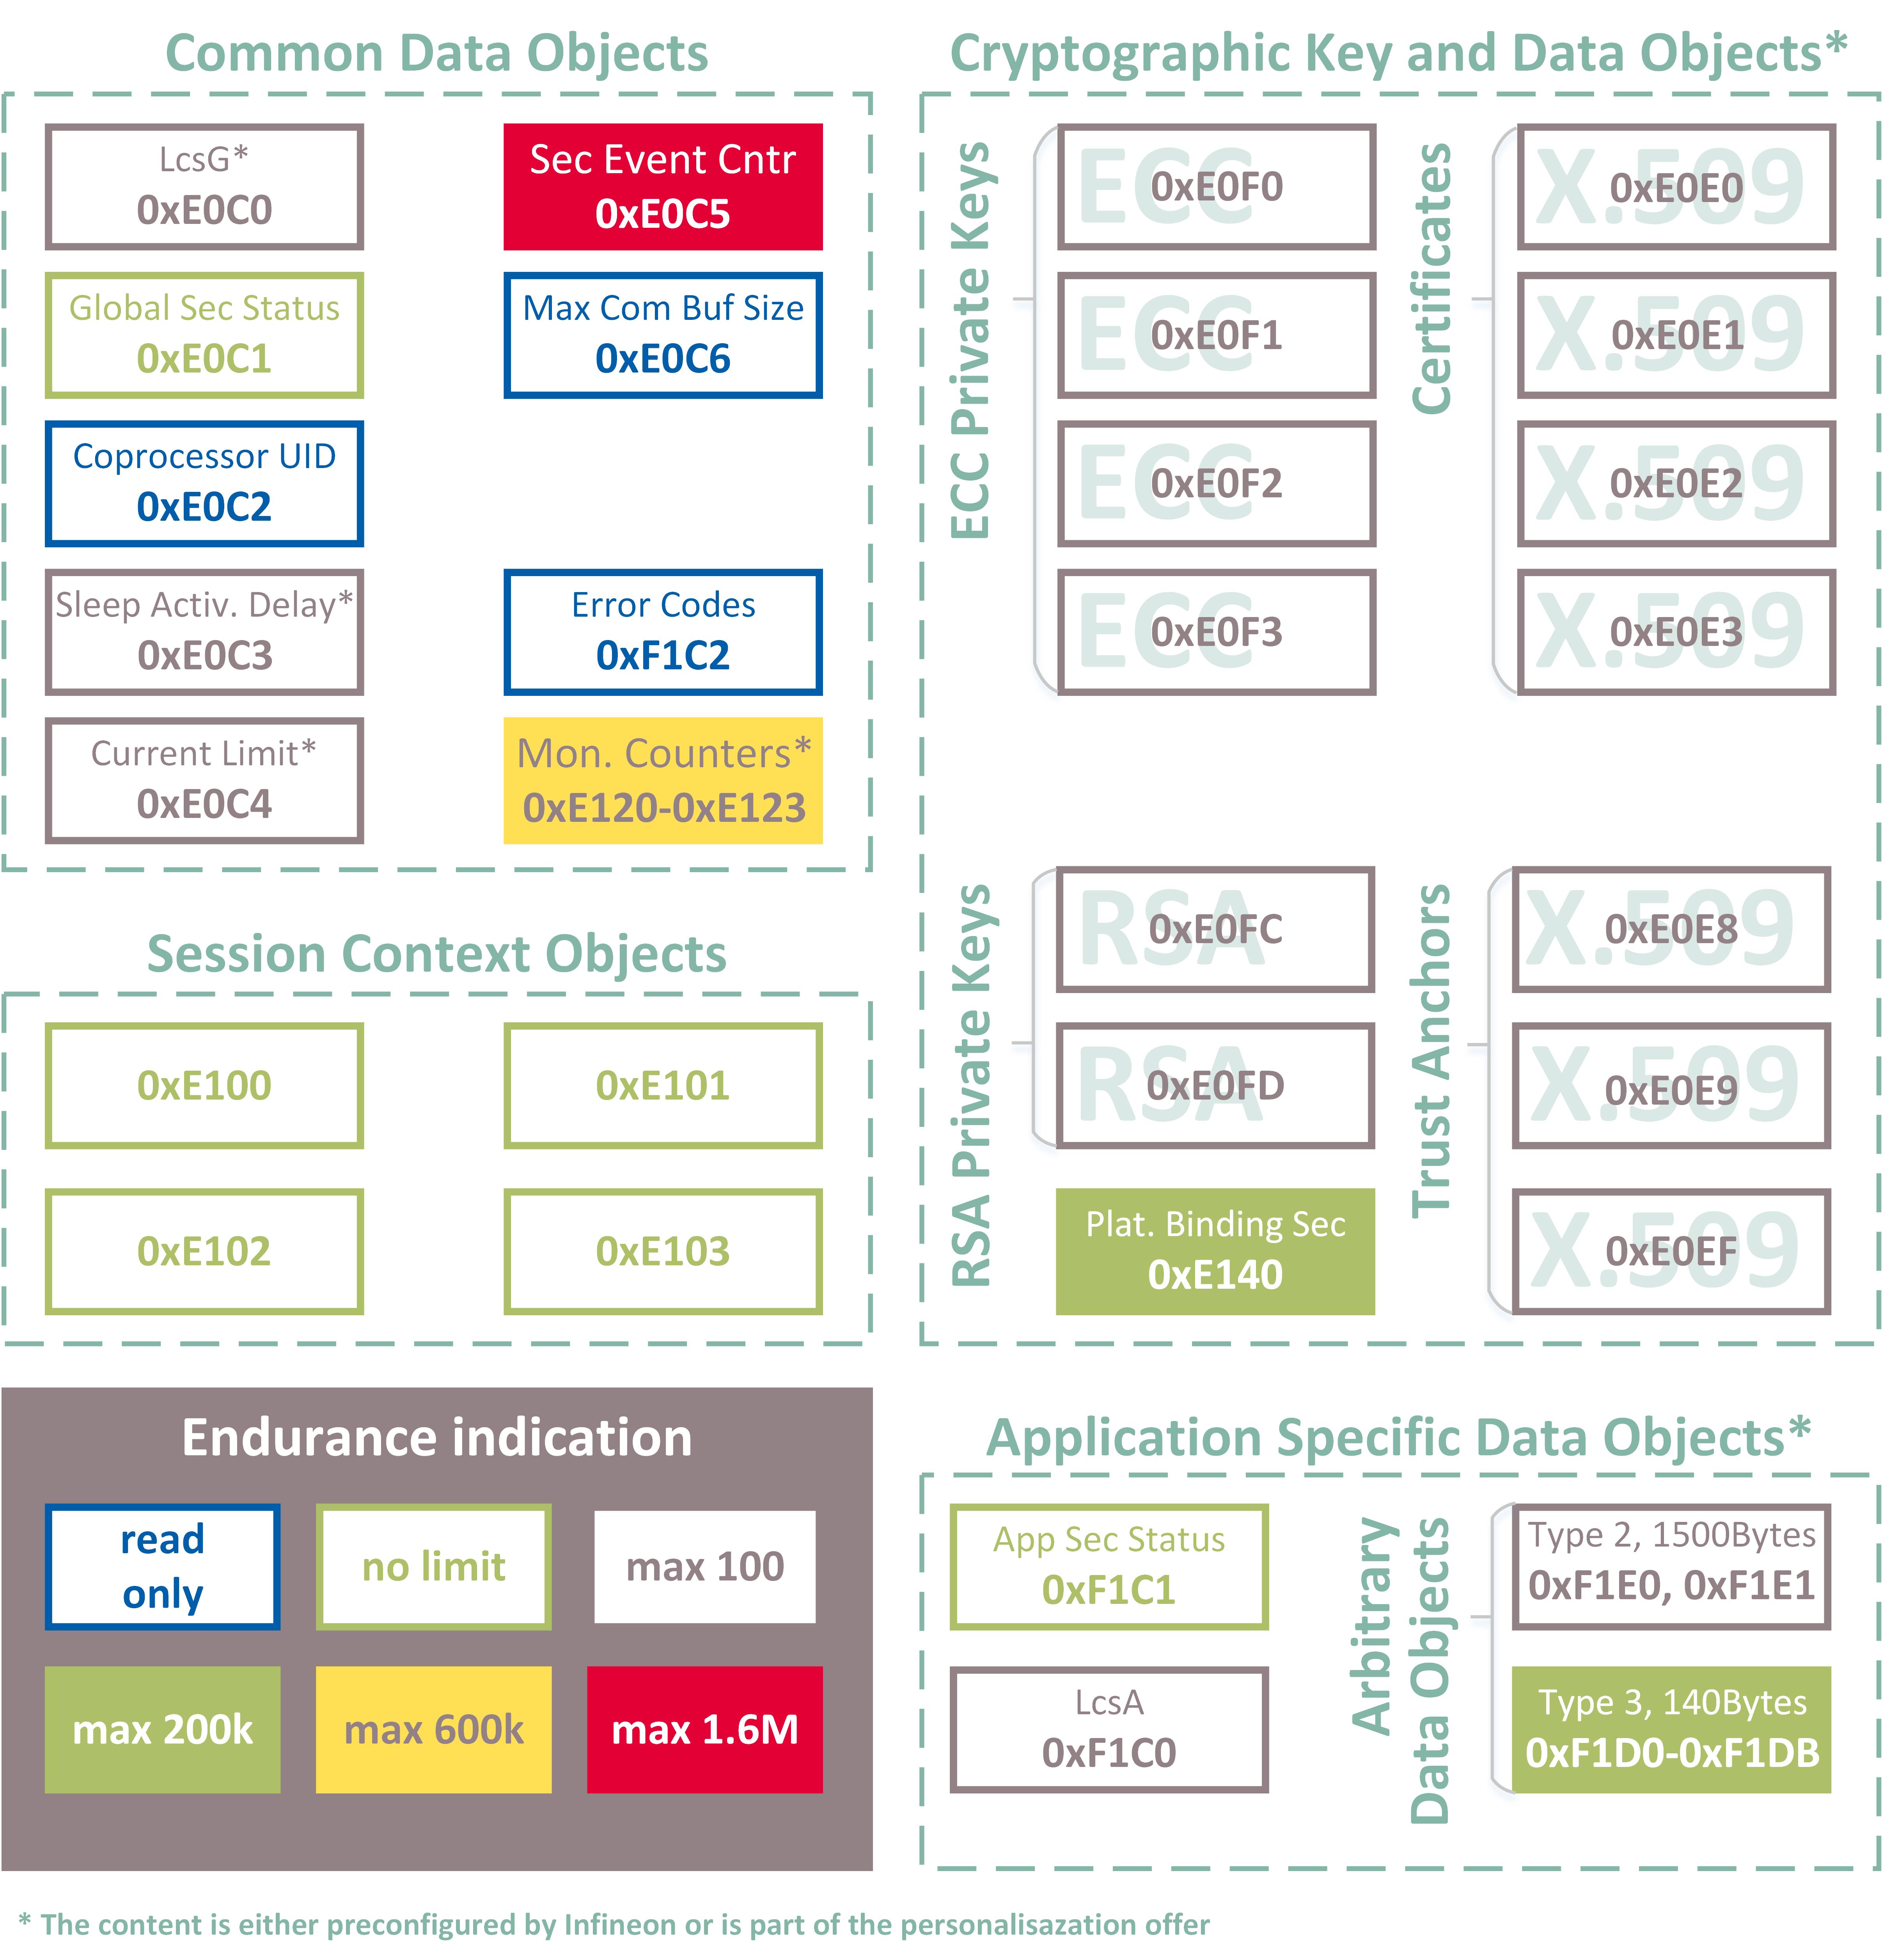 Common Data Objects
LcsG*
0xE0C0
Sec Event Cntr
0xE0C5
Global Sec Status
0xE0C1
Max Com Buf Size
0xE0C6
Coprocessor UID
0xE0C2
Sleep Activ. Delay*
0xE0C3
Error Codes
0xF1C2
Current Limit*
0xE0C4
Mon. Counters*
0xE120-0xE123
Session Context Objects
0xE100
0xE101
0xE102
0xE103
Endurance indication
read
only
no limit
max 100
max 200k
max 600k
max 1.6M
Cryptographic Key and Data Objects*
ECC Private Keys
ECC
0xE0F0
ECC
0xE0F1
ECC
0xE0F2
ECC
0xE0F3
Certificates
X.509
0xE0E0
X.509
0xE0E1
X.509
0xE0E2
X.509
0xE0E3
RSA Private Keys
RSA
0xE0FC
RSA
0xE0FD
Plat. Binding Sec
0xE140
Trust Anchors
X.509
0xE0E8
X.509
0xE0E9
X.509
0xE0EF
Application Specific Data Objects*
App Sec Status
0xF1C1
LcsA
0xF1C0
Arbitrary
Data Objects
Type 2, 1500Bytes
0xF1E0, 0xF1E1
Type 3, 140Bytes
0xF1D0-0xF1DB
* The content is either preconfigured by Infineon or is part of the personalisazation offer